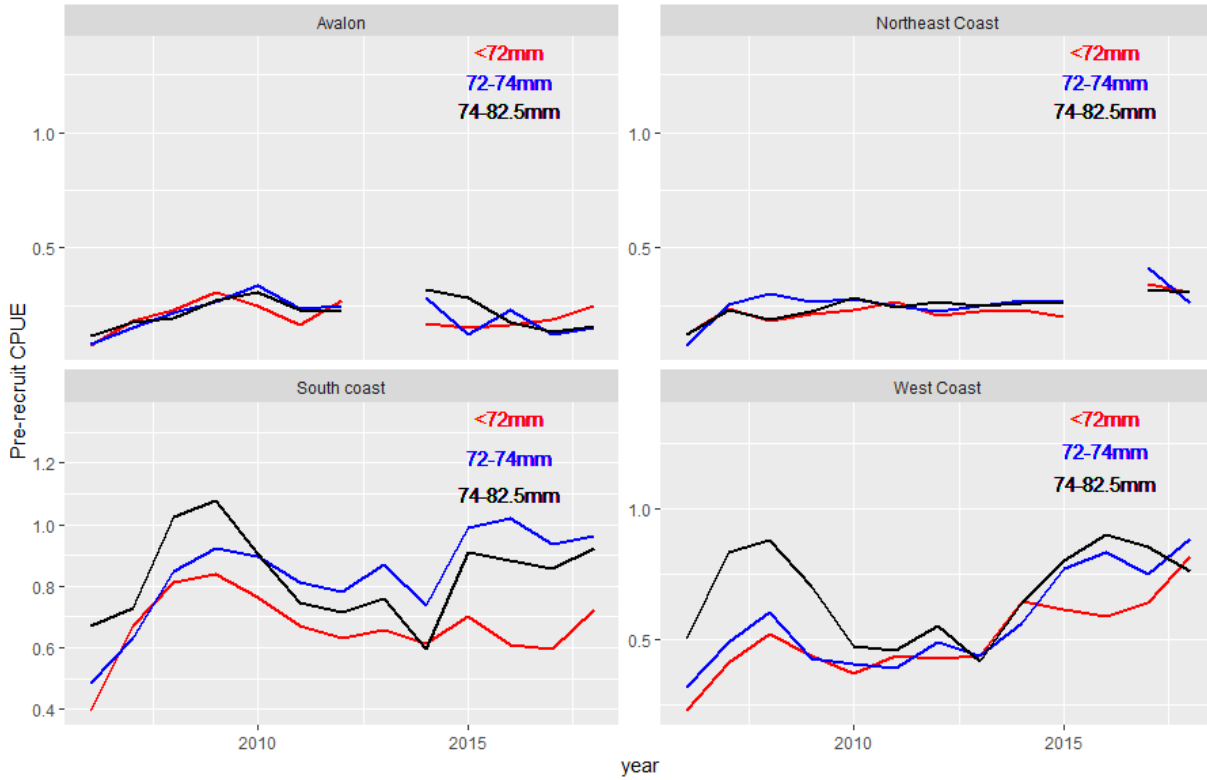 Avalon
Northeast Coast
<72mm
72-74mm
74-82.5mm
<72mm
72-74mm
74-82.5mm
1.0
0.5
1.0
0.5
South coast
West Coast
<72mm
72-74mm
74-82.5mm
<72mm
72-74mm
74-82.5mm
1.2
1.0
0.8
0.6
0.4
1.0
0.5
Pre-recruit CPUE
2010
2015
2010
2015
year